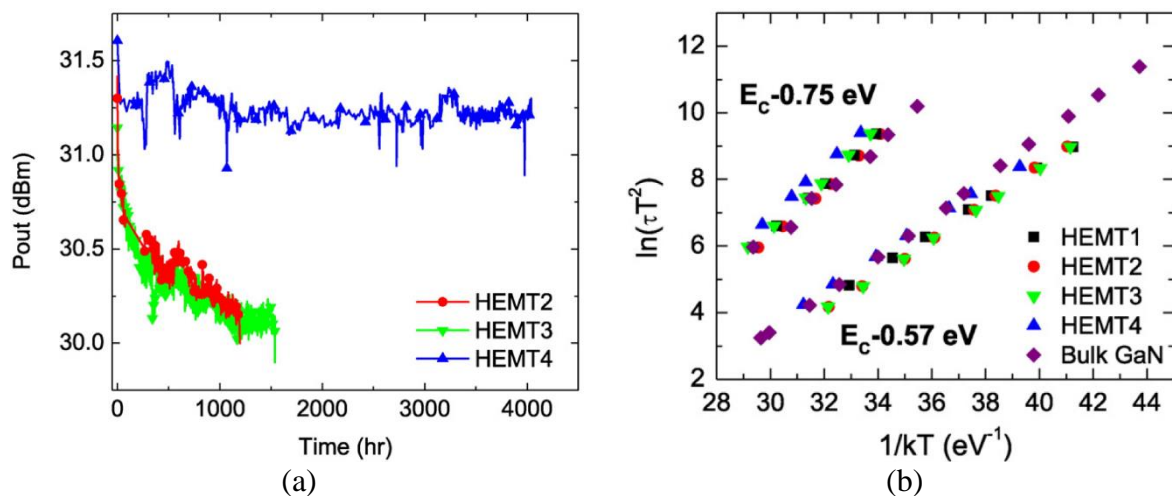 31.5
31.0
30.5
30.0
Pout (dBm)
HEMT2
HEMT3
HEMT4
0 1000 2000 3000 4000
Time (hr)
(a)
12
10
8
6
4
2
ln(τT²)
E_C-0.75 eV
E_C-0.57 eV
HEMT1
HEMT2
HEMT3
HEMT4
Bulk GaN
28 30 32 34 36 38 40 42 44
1/kT (eV⁻¹)
(b)